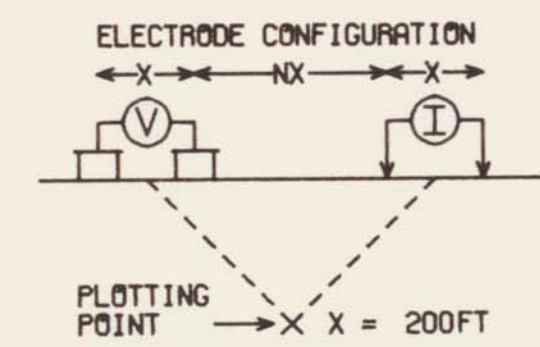 ELECTRODE CONFIGURATION
X NX X
V I
PLOTTING
POINT X X = 200FT